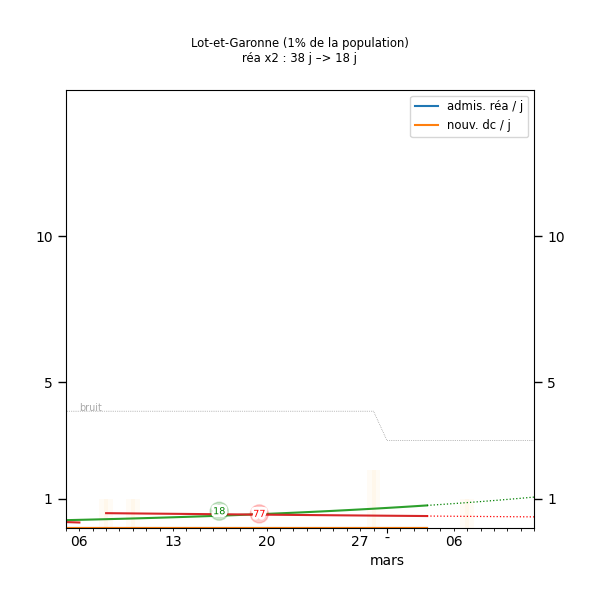 Lot-et-Garonne (1% de la population)
réa x2 : 38 j –> 18 j
admis. réa / j
nouv. dc / j
10
10
5
5
bruit
1
1
18
77
06
13
20
27
-
06
mars